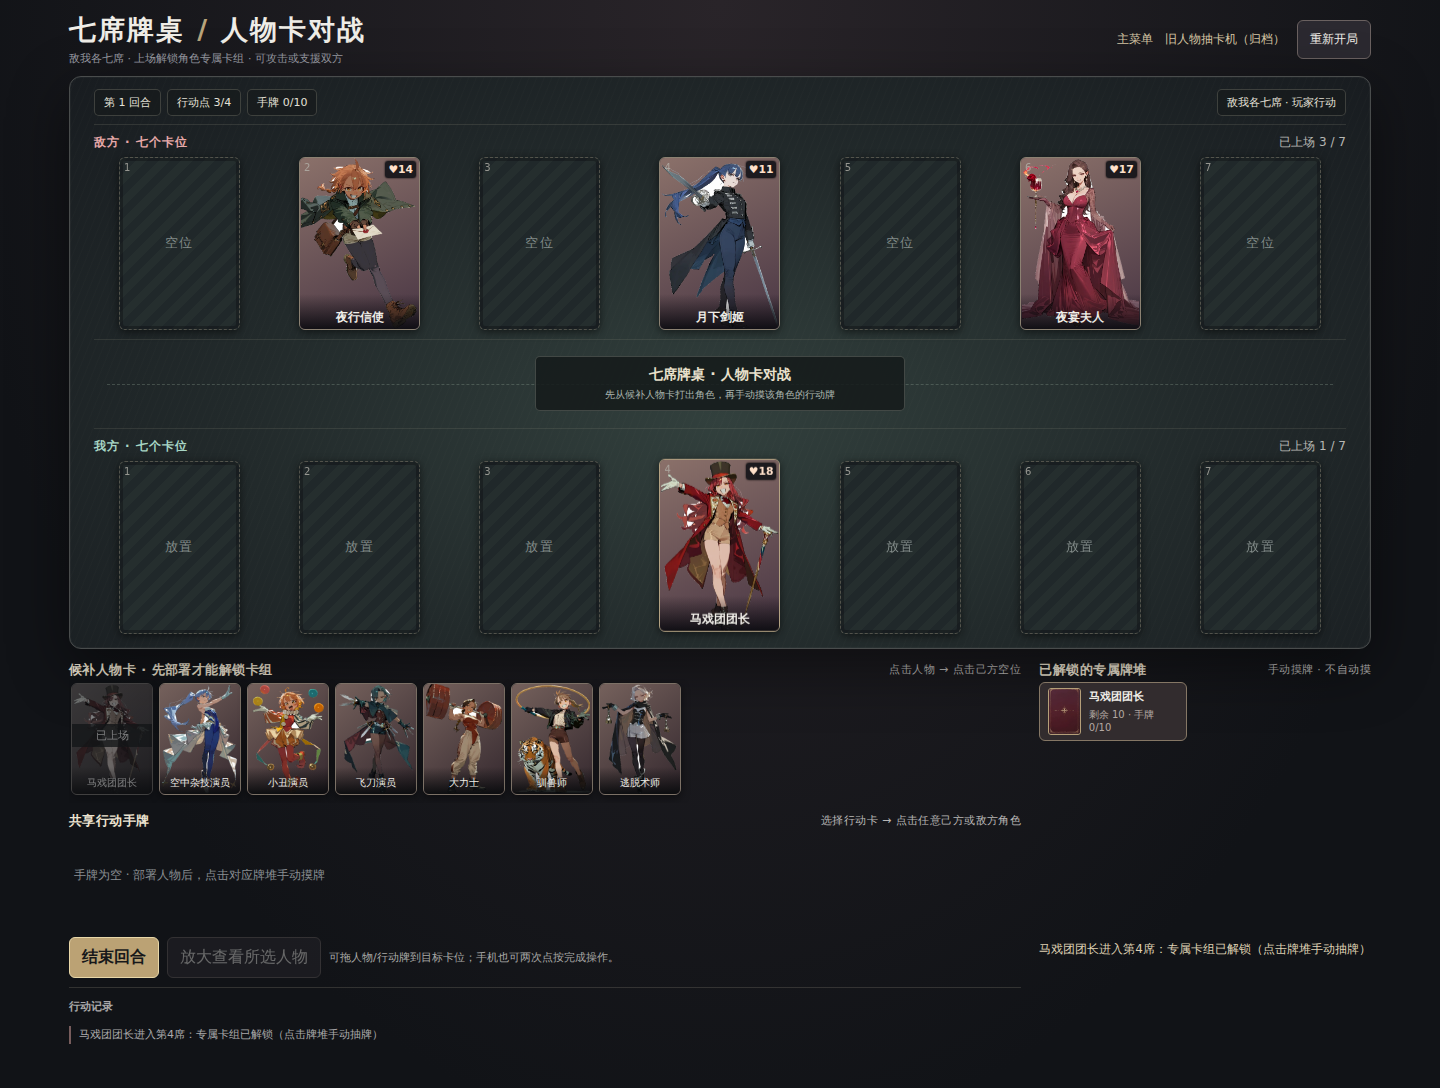 七席牌桌 / 人物卡对战
敌我各七席 · 上场解锁角色专属卡组 · 可攻击或支援双方
主菜单 旧人物抽卡机（归档） 重新开局
第 1 回合 行动点 3/4 手牌 0/10 敌我各七席 · 玩家行动
敌方 · 七个卡位 已上场 3 / 7
1 2 ♥14 3 4 ♥11 5 6 ♥17 7
空位 空位 空位 空位
夜行信使 月下剑姬 夜宴夫人
七席牌桌 · 人物卡对战
先从候补人物卡打出角色，再手动摸该角色的行动牌
我方 · 七个卡位 已上场 1 / 7
1 2 3 4 ♥18 5 6 7
放置 放置 放置 放置 放置 放置
马戏团团长
候补人物卡 · 先部署才能解锁卡组 点击人物 → 点击己方空位
已上场
马戏团团长 空中杂技演员 小丑演员 飞刀演员 大力士 驯兽师 逃脱术师
已解锁的专属牌堆 手动摸牌 · 不自动摸
马戏团团长
剩余 10 · 手牌
0/10
共享行动手牌 选择行动卡 → 点击任意己方或敌方角色
手牌为空 · 部署人物后，点击对应牌堆手动摸牌
结束回合 放大查看所选人物 可拖人物/行动牌到目标卡位；手机也可两次点按完成操作。
马戏团团长进入第4席：专属卡组已解锁（点击牌堆手动抽牌）
行动记录
马戏团团长进入第4席：专属卡组已解锁（点击牌堆手动抽牌）